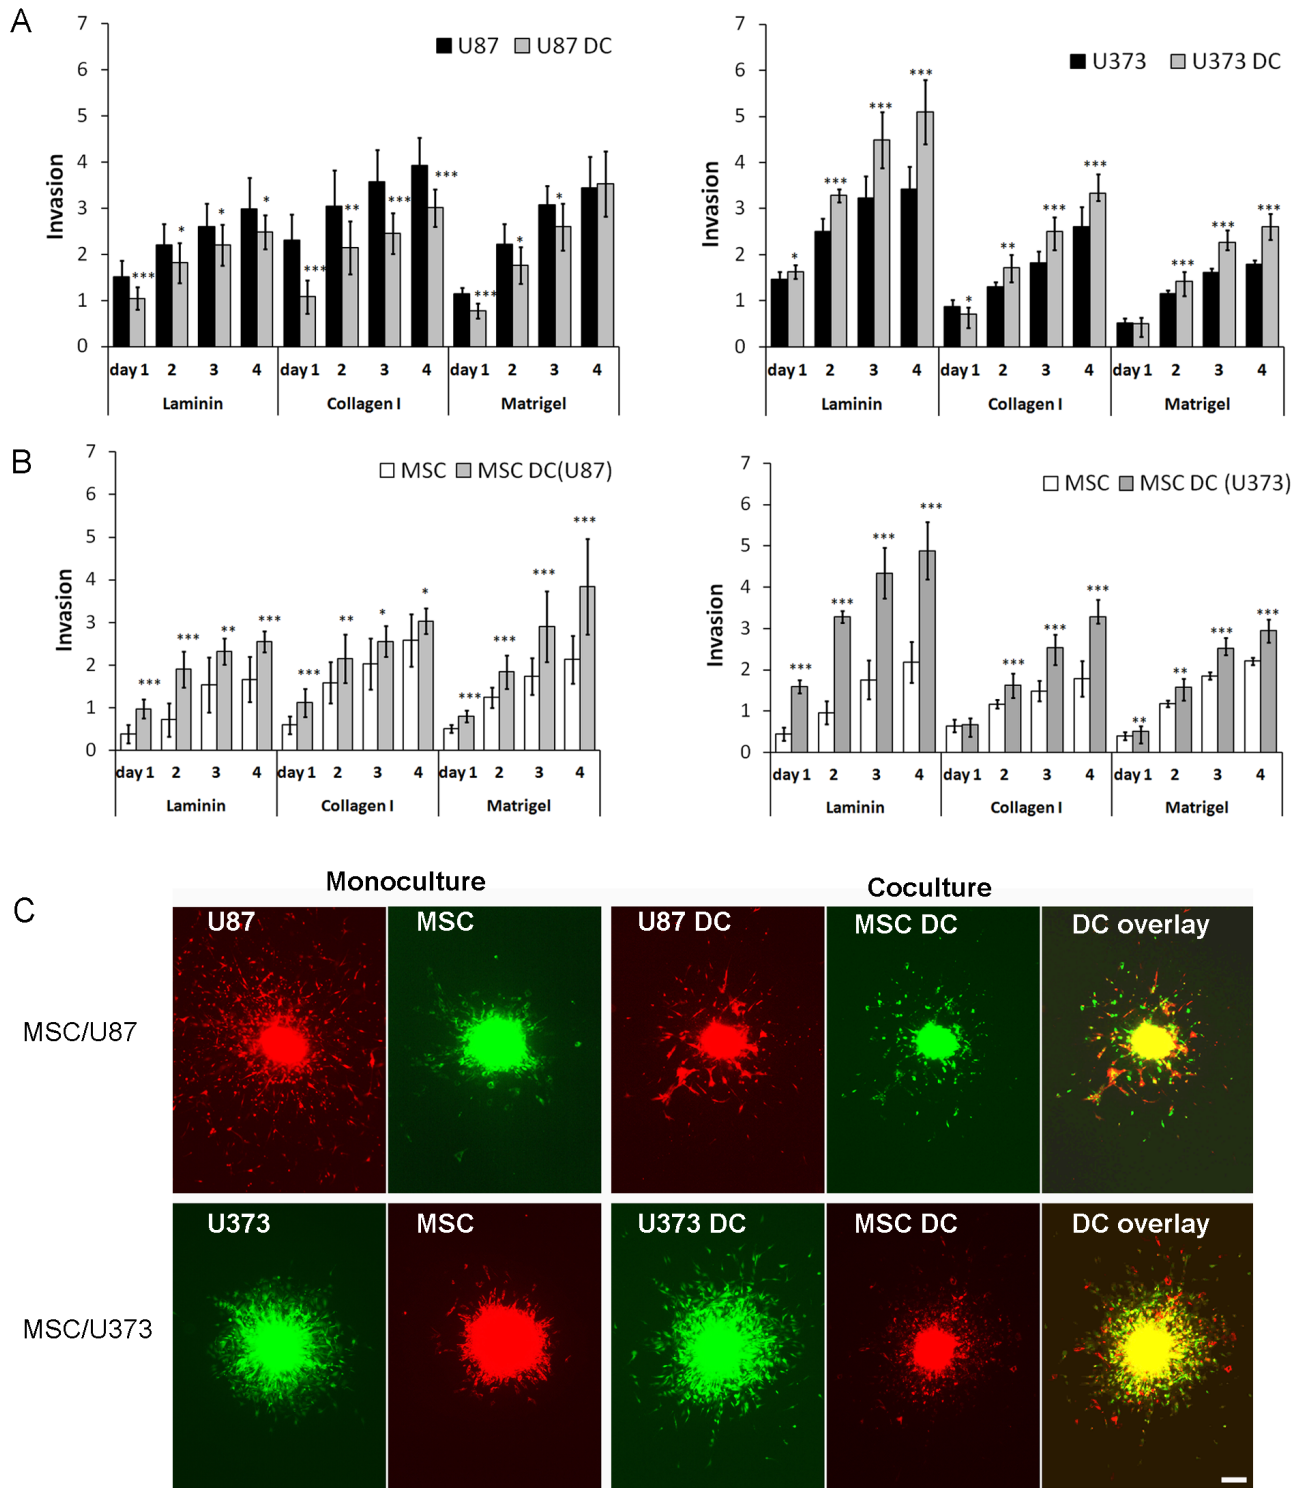 A
7
6
5
4
3
2
1
0
Invasion
U87 U87 DC
*** * * * *** ** *** *** *** * *
day 1 2 3 4 day 1 2 3 4 day 1 2 3 4
Laminin Collagen I Matrigel
7
6
5
4
3
2
1
0
Invasion
U373 U373 DC
* *** *** *** * ** *** *** *** *** ***
day 1 2 3 4 day 1 2 3 4 day 1 2 3 4
Laminin Collagen I Matrigel
B
7
6
5
4
3
2
1
0
Invasion
MSC MSC DC(U87)
*** *** ** *** *** ** * * *** *** *** ***
day 1 2 3 4 day 1 2 3 4 day 1 2 3 4
Laminin Collagen I Matrigel
7
6
5
4
3
2
1
0
Invasion
MSC MSC DC (U373)
*** *** *** *** *** *** *** ** ** *** ***
day 1 2 3 4 day 1 2 3 4 day 1 2 3 4
Laminin Collagen I Matrigel
C
Monoculture Coculture
U87 MSC U87 DC MSC DC DC overlay
MSC/U87
U373 MSC U373 DC MSC DC DC overlay
MSC/U373